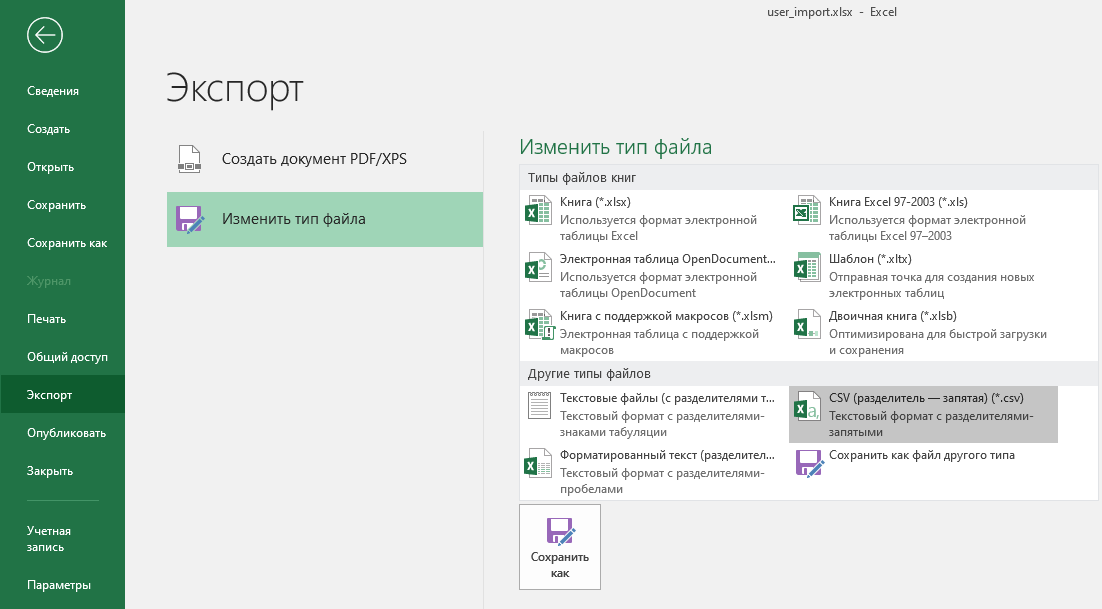 user_import.xlsx - Excel
Сведения
Создать
Открыть
Сохранить
Сохранить как
Журнал
Печать
Общий доступ
Экспорт
Опубликовать
Закрыть
Учетная
запись
Параметры
Экспорт
Создать документ PDF/XPS
Изменить тип файла
Изменить тип файла
Типы файлов книг
Книга (*.xlsx)
Используется формат электронной
таблицы Excel
Книга Excel 97-2003 (*.xls)
Используется формат электронной
таблицы Excel 97–2003
Электронная таблица OpenDocument...
Используется формат электронной
таблицы OpenDocument
Шаблон (*.xltx)
Отправная точка для создания новых
электронных таблиц
Книга с поддержкой макросов (*.xlsm)
Электронная таблица с поддержкой
макросов
Двоичная книга (*.xlsb)
Оптимизирована для быстрой загрузки
и сохранения
Другие типы файлов
Текстовые файлы (с разделителями т...
Текстовый формат с разделителями-
знаками табуляции
CSV (разделитель — запятая) (*.csv)
Текстовый формат с разделителями-
запятыми
Форматированный текст (разделител...
Текстовый формат с разделителями-
пробелами
Сохранить как файл другого типа
Сохранить
как